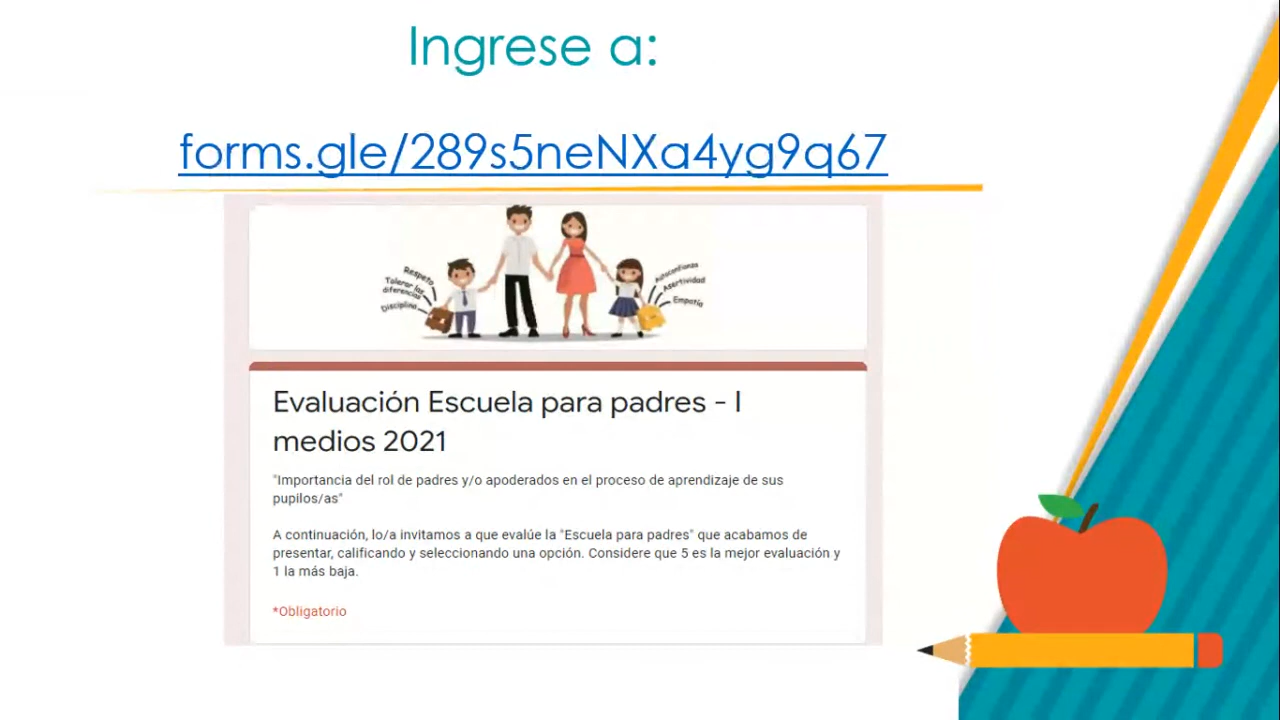 Ingrese a:
forms.gle/289s5neNXa4yg9q67
Respeto
Tolerar las
diferencias
Disciplina
Autoconfianza
Asertividad
Empatía
Evaluación Escuela para padres - I
medios 2021
"Importancia del rol de padres y/o apoderados en el proceso de aprendizaje de sus
pupilos/as"
A continuación, lo/a invitamos a que evalúe la "Escuela para padres" que acabamos de
presentar, calificando y seleccionando una opción. Considere que 5 es la mejor evaluación y
1 la más baja.
*Obligatorio